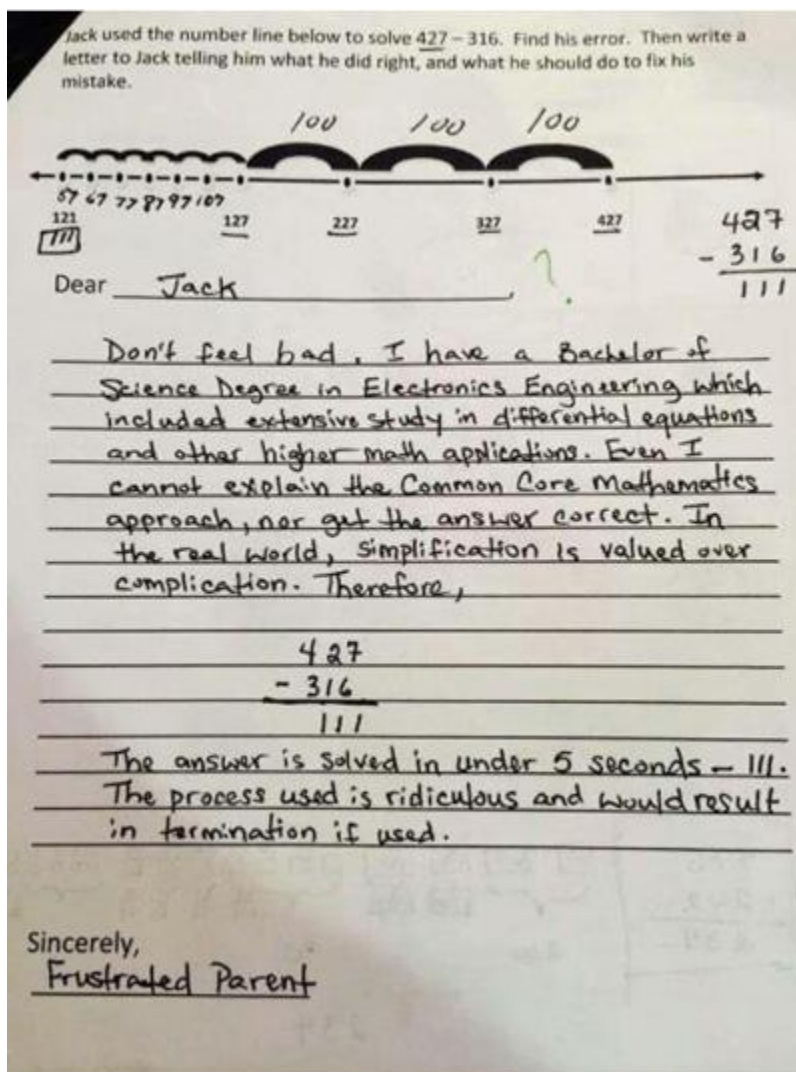 Jack used the number line below to solve 427 – 316. Find his error. Then write a
letter to Jack telling him what he did right, and what he should do to fix his
mistake.
100 100 100
57 67 77 87 97 107
121 127 227 327 427
111
427
- 316
111
Dear Jack ,
?
Don't feel bad. I have a Bachelor of
Science Degree in Electronics Engineering which
included extensive study in differential equations
and other higher math applications. Even I
cannot explain the Common Core Mathematics
approach, nor get the answer correct. In
the real world, simplification is valued over
complication. Therefore,
427
- 316
111
The answer is solved in under 5 seconds – 111.
The process used is ridiculous and would result
in termination if used.
Sincerely,
Frustrated Parent